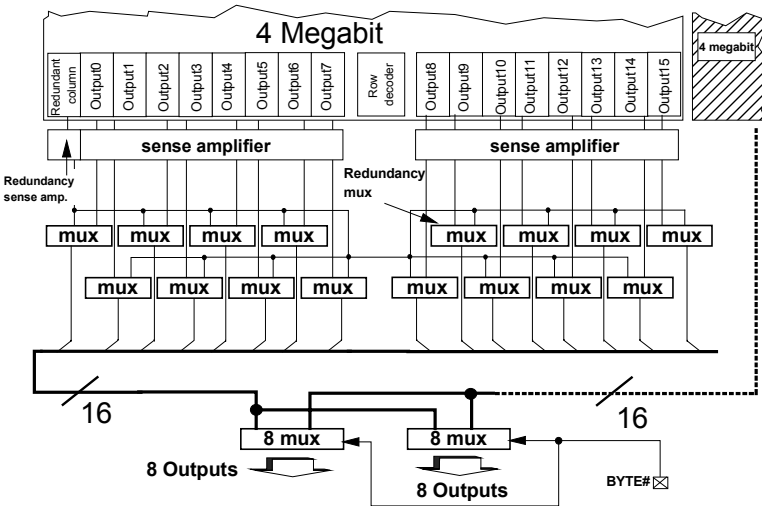 4 Megabit
4 megabit
Redundant
column
Output0
Output1
Output2
Output3
Output4
Output5
Output6
Output7
Row
decoder
Output8
Output9
Output10
Output11
Output12
Output13
Output14
Output15
sense amplifier
sense amplifier
Redundancy
sense amp.
Redundancy
mux
mux mux mux mux mux mux mux mux
mux mux mux mux mux mux mux mux
16
16
8 mux
8 mux
8 Outputs
8 Outputs
BYTE#